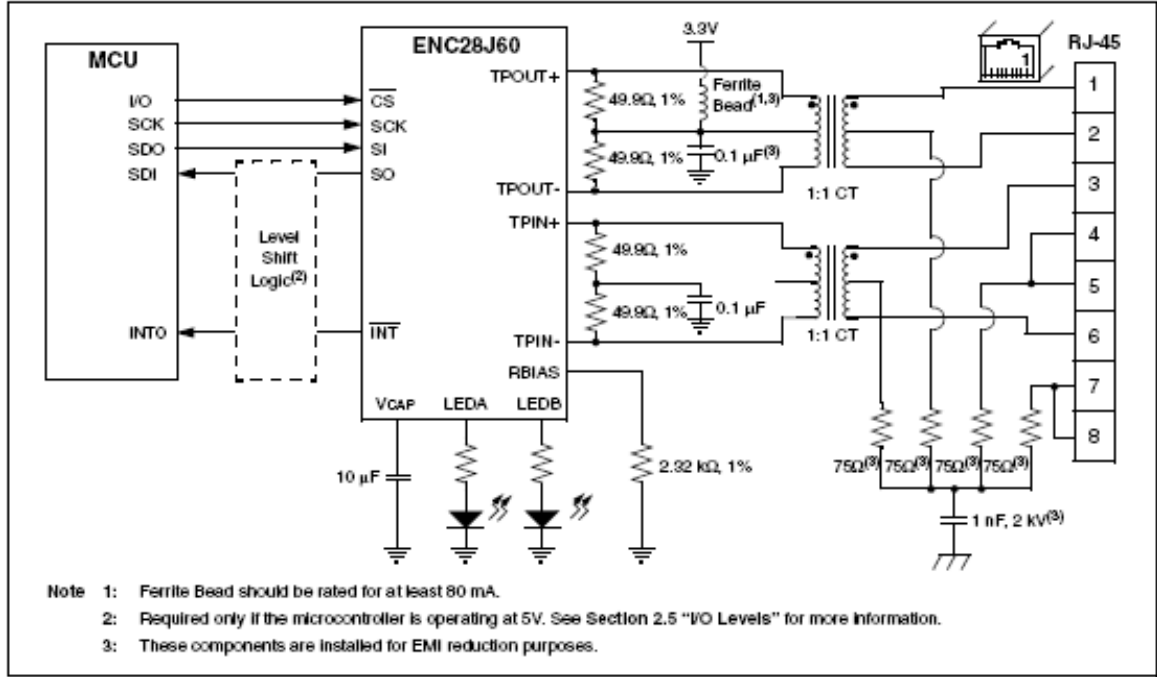 MCU
I/O
SCK
SDO
SDI
INT0
Level
Shift
Logic(2)
ENC28J60
CS
SCK
SI
SO
INT
VCAP
LEDA
LEDB
TPOUT+
TPOUT-
TPIN+
TPIN-
RBIAS
10 µF
2.32 kΩ, 1%
49.9Ω, 1%
49.9Ω, 1%
49.9Ω, 1%
49.9Ω, 1%
3.3V
Ferrite
Bead(1,3)
0.1 µF(3)
0.1 µF
1:1 CT
1:1 CT
1
RJ-45
1
2
3
4
5
6
7
8
75Ω(3)
75Ω(3)
75Ω(3)
75Ω(3)
1 nF, 2 kV(3)
Note 1: Ferrite Bead should be rated for at least 80 mA.
2: Required only if the microcontroller is operating at 5V. See Section 2.5 “I/O Levels” for more information.
3: These components are installed for EMI reduction purposes.